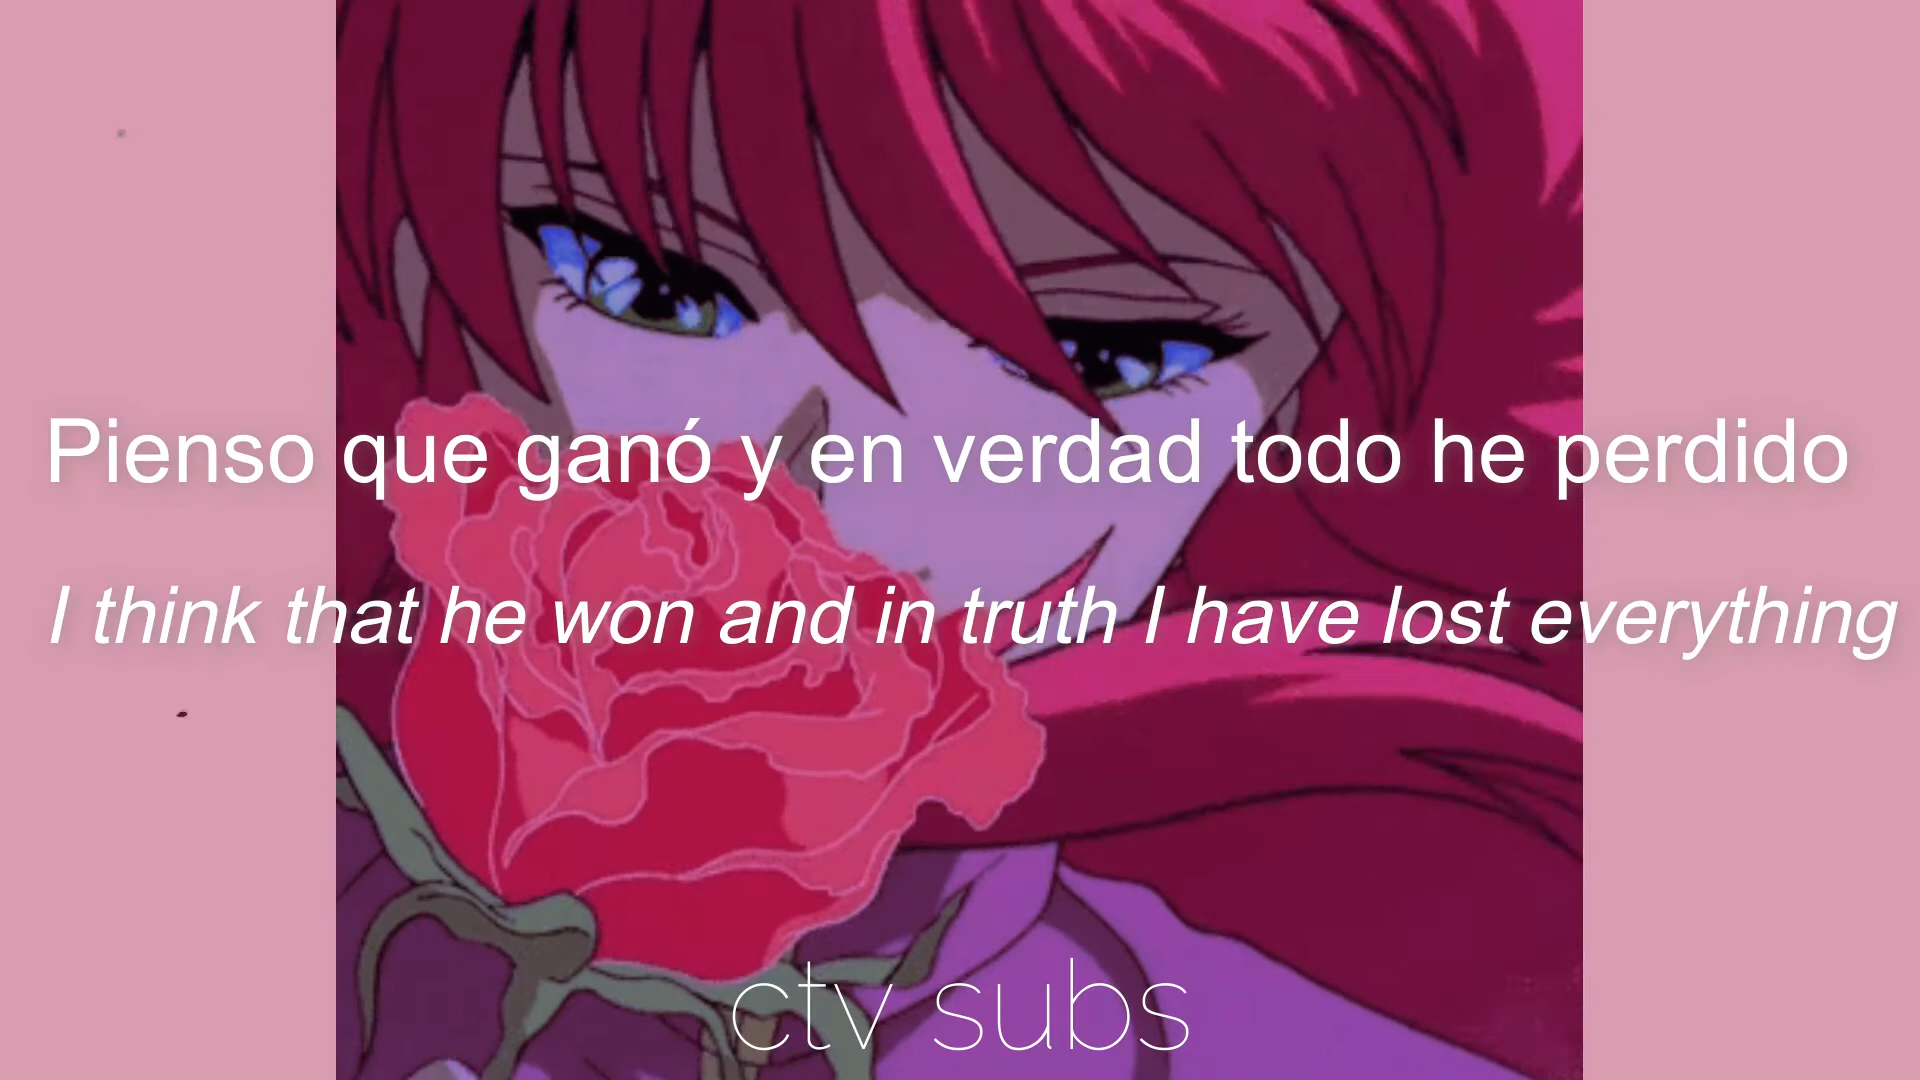 Pienso que ganó y en verdad todo he perdido
I think that he won and in truth I have lost everything
ctv subs